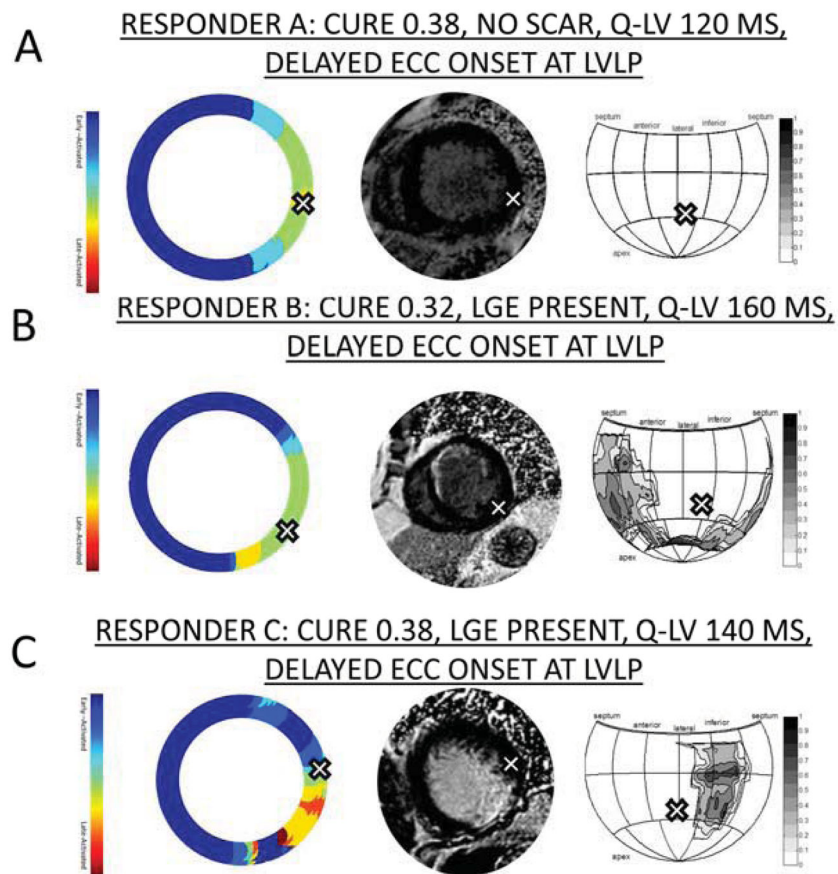 A
RESPONDER A: CURE 0.38, NO SCAR, Q-LV 120 MS,
DELAYED ECC ONSET AT LVLP
Early-Activated
Late-Activated
septum
anterior
lateral
inferior
septum
apex
1
0.9
0.8
0.7
0.6
0.5
0.4
0.3
0.2
0.1
0
B
RESPONDER B: CURE 0.32, LGE PRESENT, Q-LV 160 MS,
DELAYED ECC ONSET AT LVLP
Early-Activated
Late-Activated
septum
anterior
lateral
inferior
septum
apex
1
0.9
0.8
0.7
0.6
0.5
0.4
0.3
0.2
0.1
0
C
RESPONDER C: CURE 0.38, LGE PRESENT, Q-LV 140 MS,
DELAYED ECC ONSET AT LVLP
Early-Activated
Late-Activated
septum
anterior
lateral
inferior
septum
apex
1
0.9
0.8
0.7
0.6
0.5
0.4
0.3
0.2
0.1
0